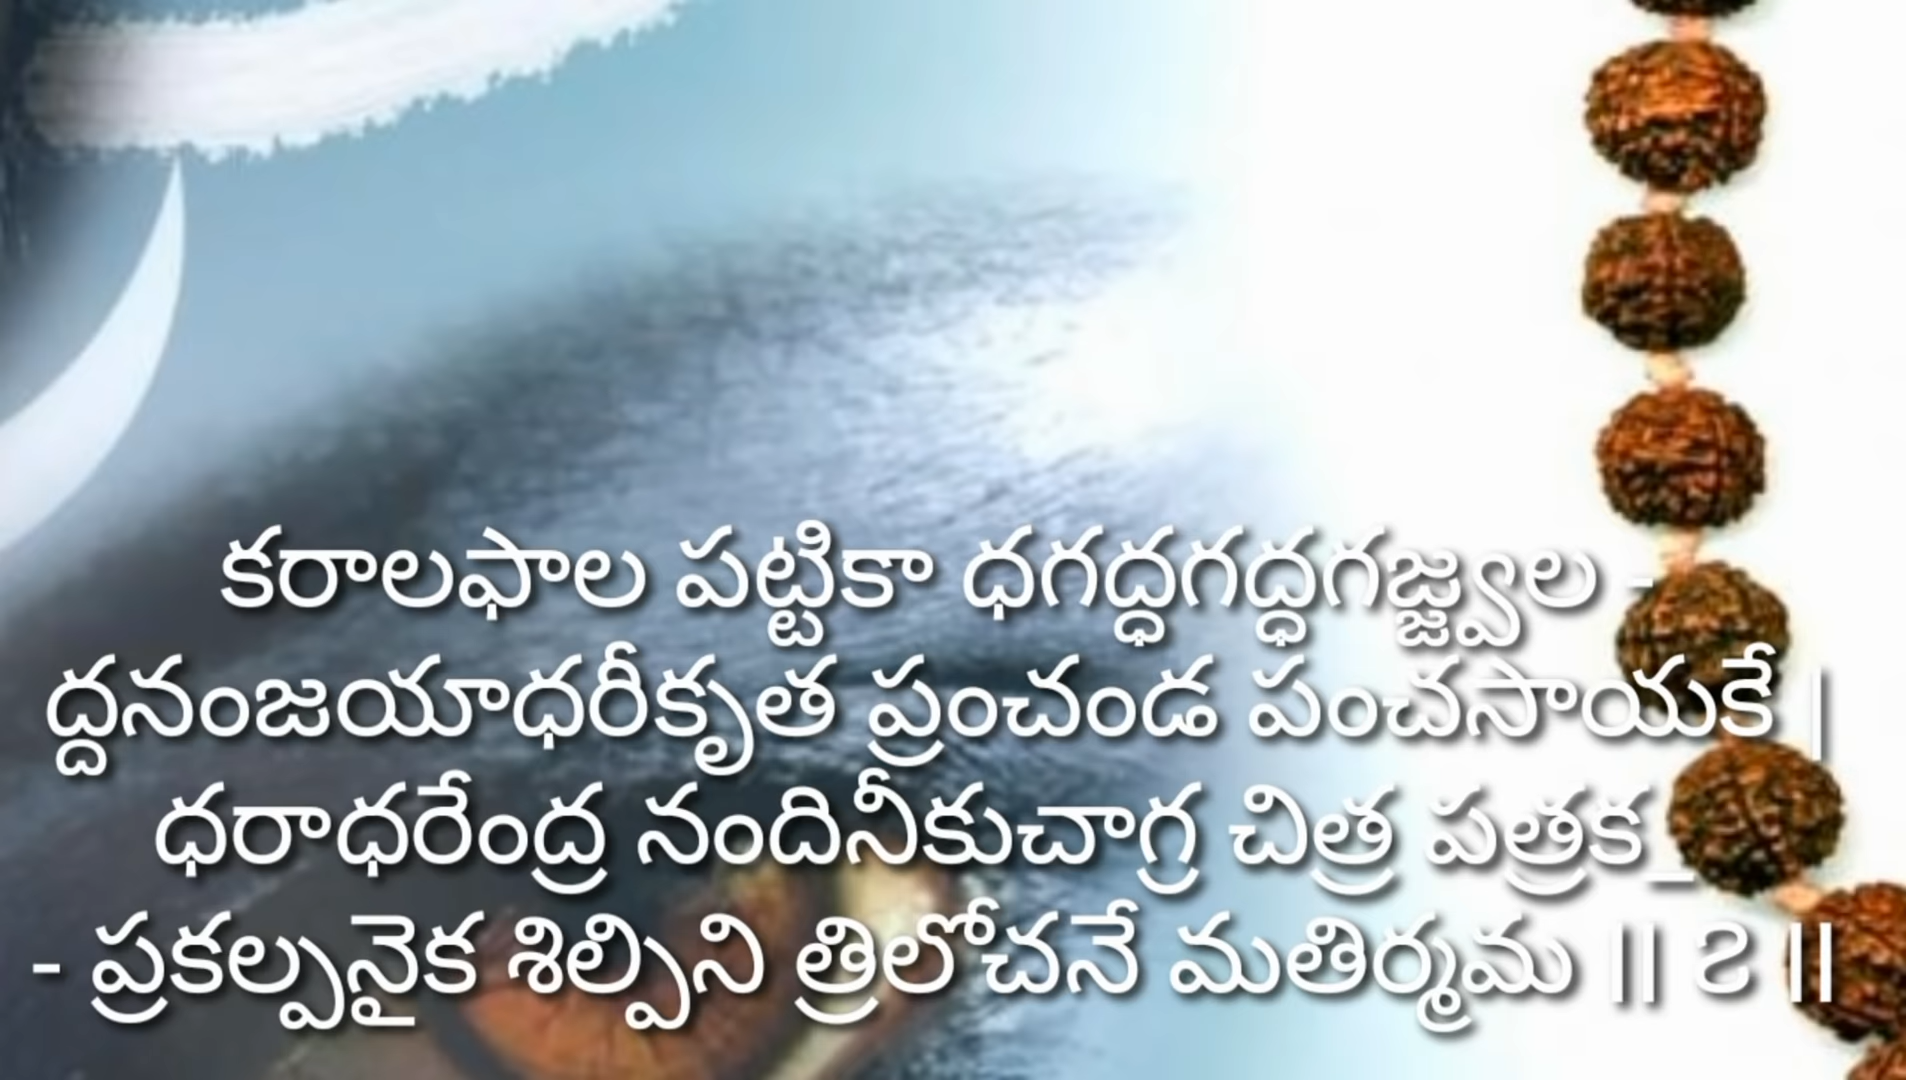 కరాలఫాల పట్టికా ధగద్ధగద్ధగజ్జ్వల -
ద్దనంజయాధరీకృత ప్రంచండ పంచసాయకే |
ధరాధరేంద్ర నందినీకుచాగ్ర చిత్ర పత్రక_
- ప్రకల్పనైక శిల్పిని త్రిలోచనే మతిర్మమ || ౭ ||